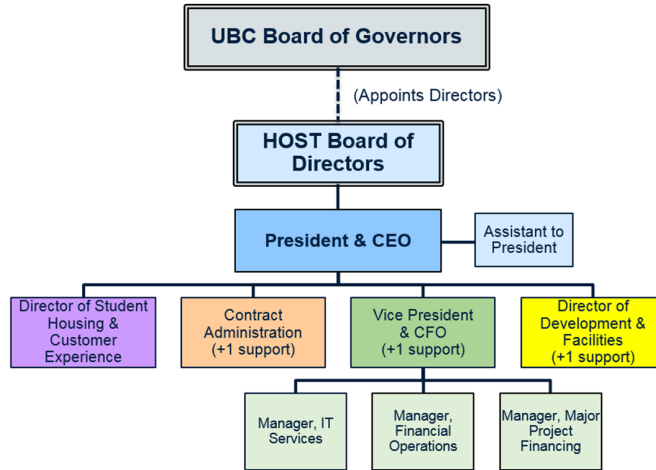 UBC Board of Governors
(Appoints Directors)
HOST Board of
Directors
President & CEO
Assistant to
President
Director of Student
Housing &
Customer
Experience
Contract
Administration
(+1 support)
Vice President
& CFO
(+1 support)
Director of
Development &
Facilities
(+1 support)
Manager, IT
Services
Manager,
Financial
Operations
Manager, Major
Project
Financing